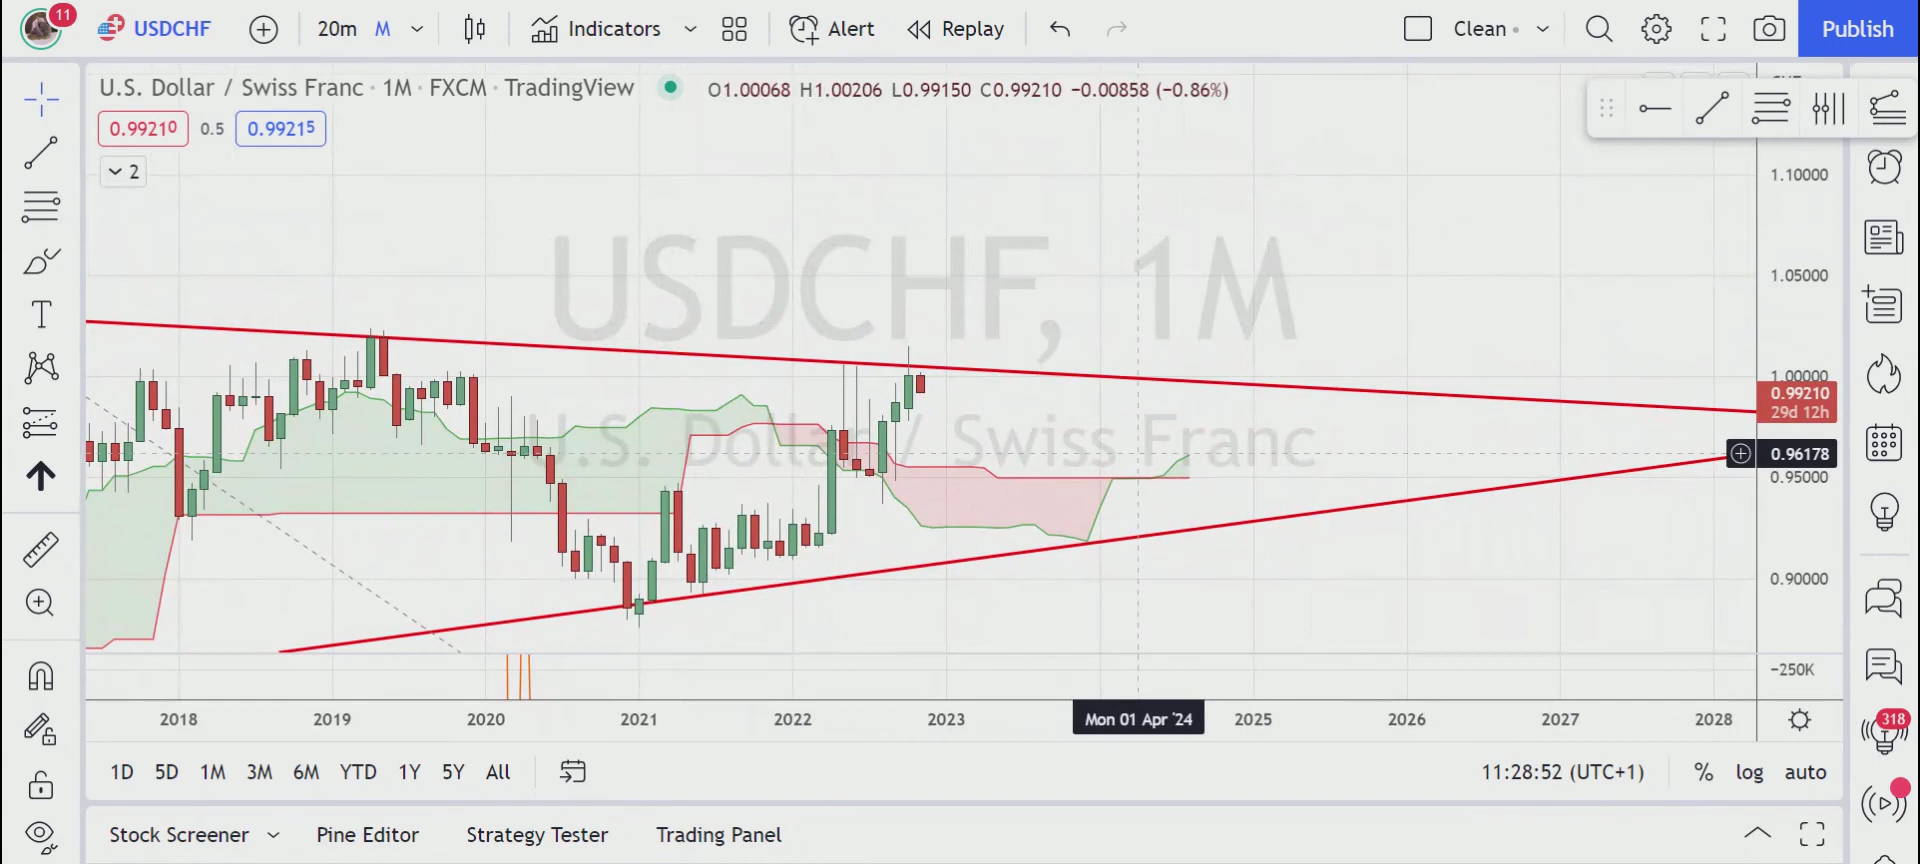 11
USDCHF
20m M
Indicators
Alert
Replay
Clean
Publish
U.S. Dollar / Swiss Franc · 1M · FXCM · TradingView
O1.00068 H1.00206 L0.99150 C0.99210 −0.00858 (−0.86%)
0.99210 0.5 0.99215
2
USDCHF, 1M
U.S. Dollar / Swiss Franc
1.10000
1.05000
1.00000
0.99210
29d 12h
0.96178
0.95000
0.90000
−250K
2018 2019 2020 2021 2022 2023 Mon 01 Apr '24 2025 2026 2027 2028
318
1D 5D 1M 3M 6M YTD 1Y 5Y All
11:28:52 (UTC+1) % log auto
Stock Screener Pine Editor Strategy Tester Trading Panel